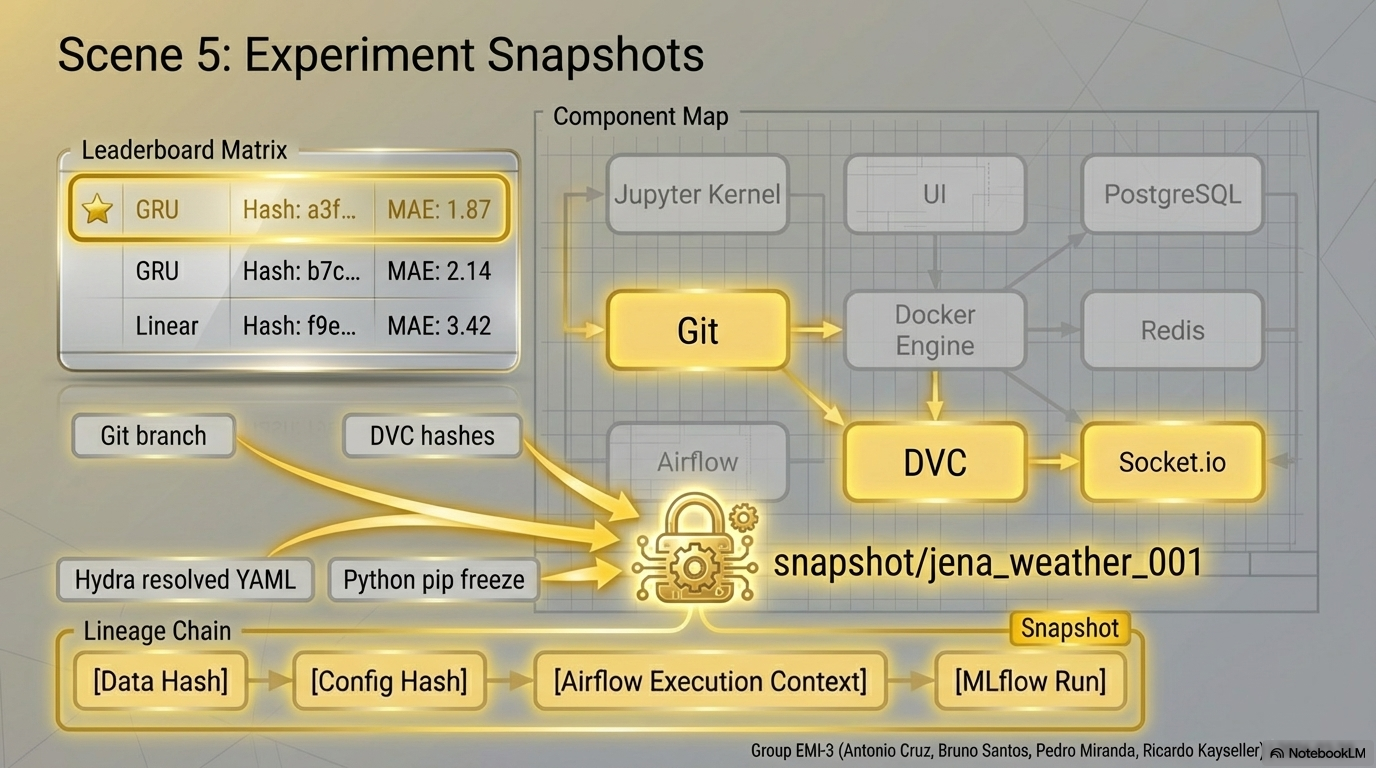 Scene 5: Experiment Snapshots
Leaderboard Matrix
GRU Hash: a3f... MAE: 1.87
GRU Hash: b7c... MAE: 2.14
Linear Hash: f9e... MAE: 3.42
Component Map
Jupyter Kernel
UI
PostgreSQL
Git
Docker
Engine
Redis
Airflow
DVC
Socket.io
Git branch
DVC hashes
Hydra resolved YAML
Python pip freeze
snapshot/jena_weather_001
Lineage Chain
Snapshot
[Data Hash]
[Config Hash]
[Airflow Execution Context]
[MLflow Run]
Group EMI-3 (Antonio Cruz, Bruno Santos, Pedro Miranda, Ricardo Kayseller)
NotebookLM